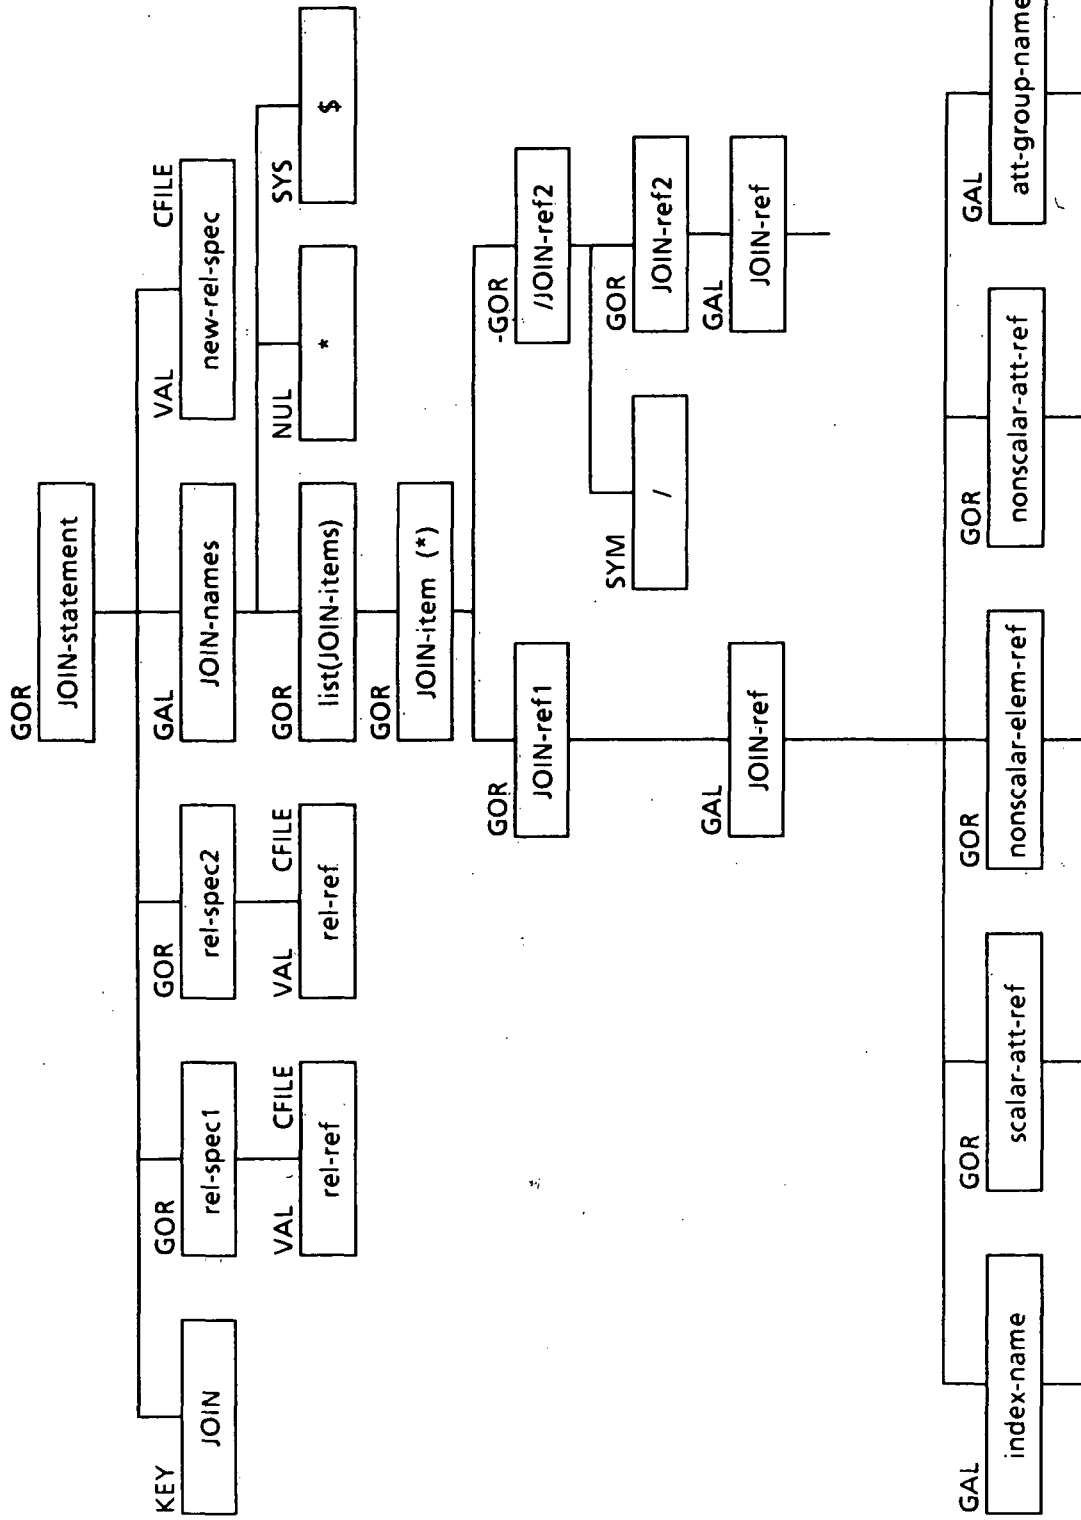 GOR
JOIN-statement
KEY
JOIN
GOR
rel-spec1
GOR
rel-spec2
GAL
JOIN-names
VAL
CFILE
new-rel-spec
VAL
CFILE
rel-ref
VAL
CFILE
rel-ref
GOR
list(JOIN-items)
NUL
*
SYS
$
GOR
JOIN-item (*)
GOR
JOIN-ref1
-GOR
/JOIN-ref2
SYM
/
GOR
JOIN-ref2
GAL
JOIN-ref
GAL
JOIN-ref
GAL
index-name
GOR
scalar-att-ref
GOR
nonscalar-elem-ref
GOR
nonscalar-att-ref
GAL
att-group-name